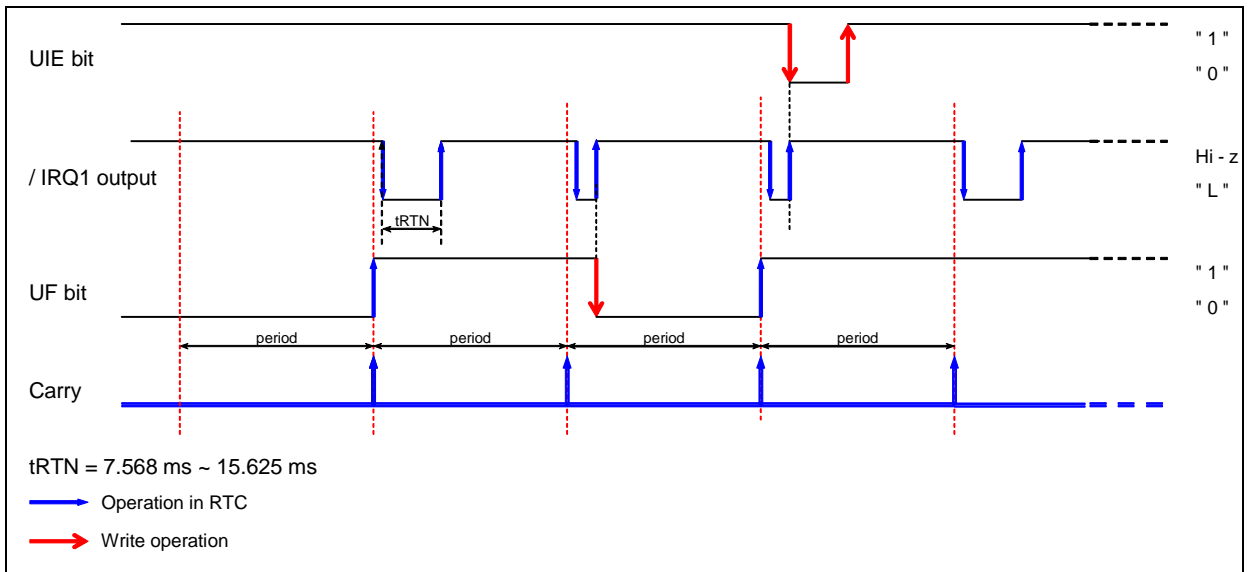 UIE bit
" 1 "
" 0 "
/ IRQ1 output
Hi - z
" L "
tRTN
UF bit
" 1 "
" 0 "
period period period period
Carry
tRTN = 7.568 ms ~ 15.625 ms
Operation in RTC
Write operation